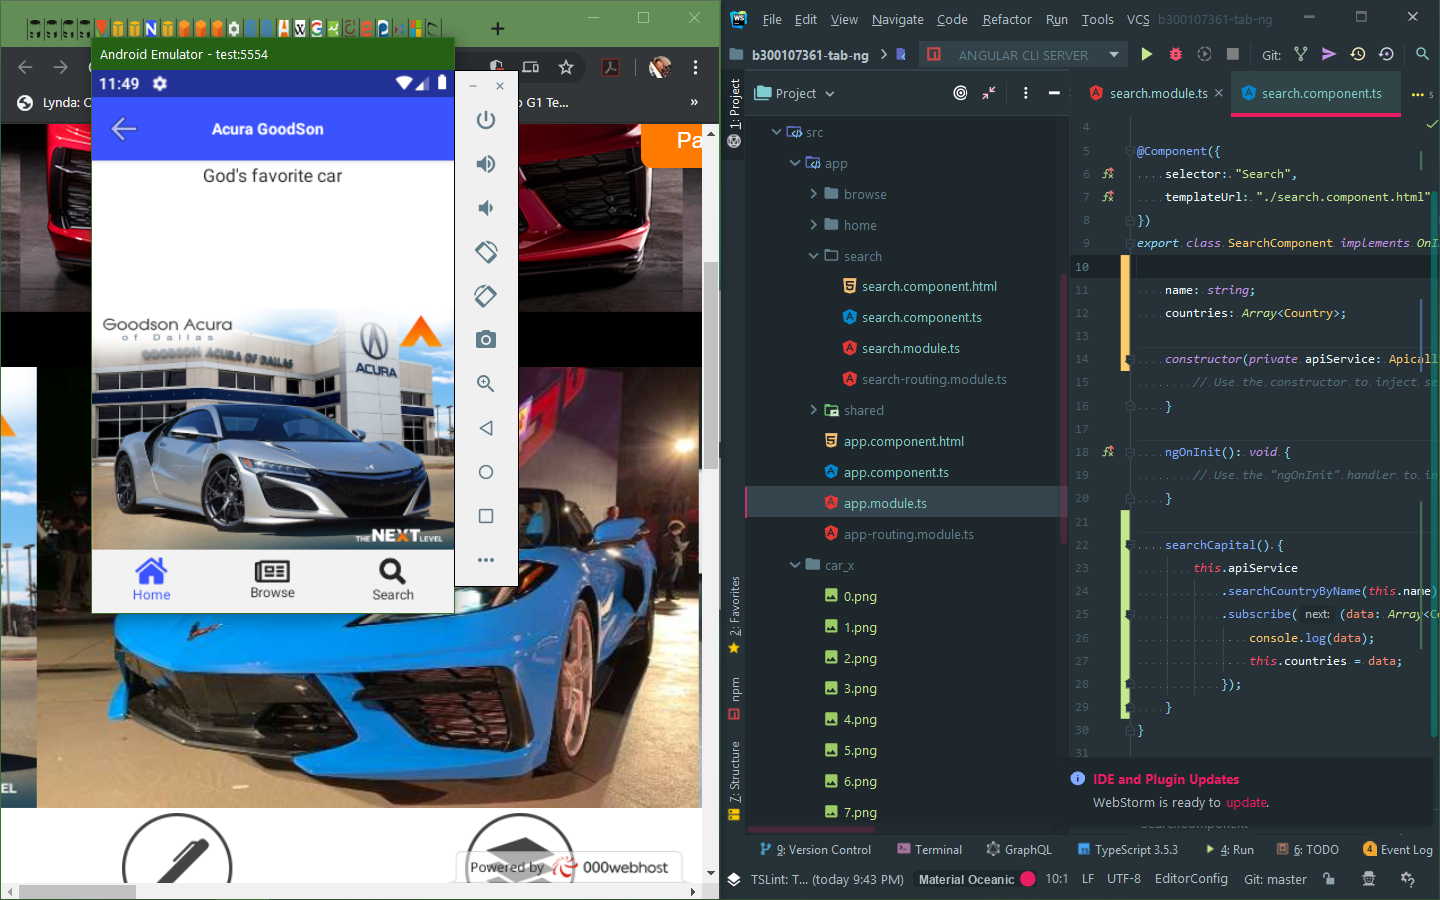 Android Emulator - test:5554
11:49
Acura GoodSon
God's favorite car
Goodson Acura
of Dallas
GOODSON ACURA OF DALLAS
ACURA
THE NEXT LEVEL
Home
Browse
Search
Lynda: C
o G1 Te...
»
Pa
EL
Powered by 000webhost
WS
File Edit View Navigate Code Refactor Run Tools VCS b300107361-tab-ng
b300107361-tab-ng
ANGULAR CLI SERVER
Git:
1: Project
2: Favorites
npm
7: Structure
Project
src
app
browse
home
search
search.component.html
search.component.ts
search.module.ts
search-routing.module.ts
shared
app.component.html
app.component.ts
app.module.ts
app-routing.module.ts
car_x
0.png
1.png
2.png
3.png
4.png
5.png
6.png
7.png
search.module.ts
search.component.ts
s
4
5 @Component({
6 selector: "Search",
7 templateUrl: "./search.component.html"
8 })
9 export class SearchComponent implements OnI
10
11 name: string;
12 countries: Array<Country>;
13
14 constructor(private apiService: Apicall
15 // Use the constructor to inject se
16 }
17
18 ngOnInit(): void {
19 // Use the "ngOnInit" handler to in
20 }
21
22 searchCapital() {
23 this.apiService
24 .searchCountryByName(this.name)
25 .subscribe( next: (data: Array<Co
26 console.log(data);
27 this.countries = data;
28 });
29 }
30 }
31
IDE and Plugin Updates
WebStorm is ready to update.
SearchComponent
9: Version Control
Terminal
GraphQL
TypeScript 3.5.3
4: Run
6: TODO
4 Event Log
TSLint: T... (today 9:43 PM)
Material Oceanic
10:1
LF
UTF-8
EditorConfig
Git: master